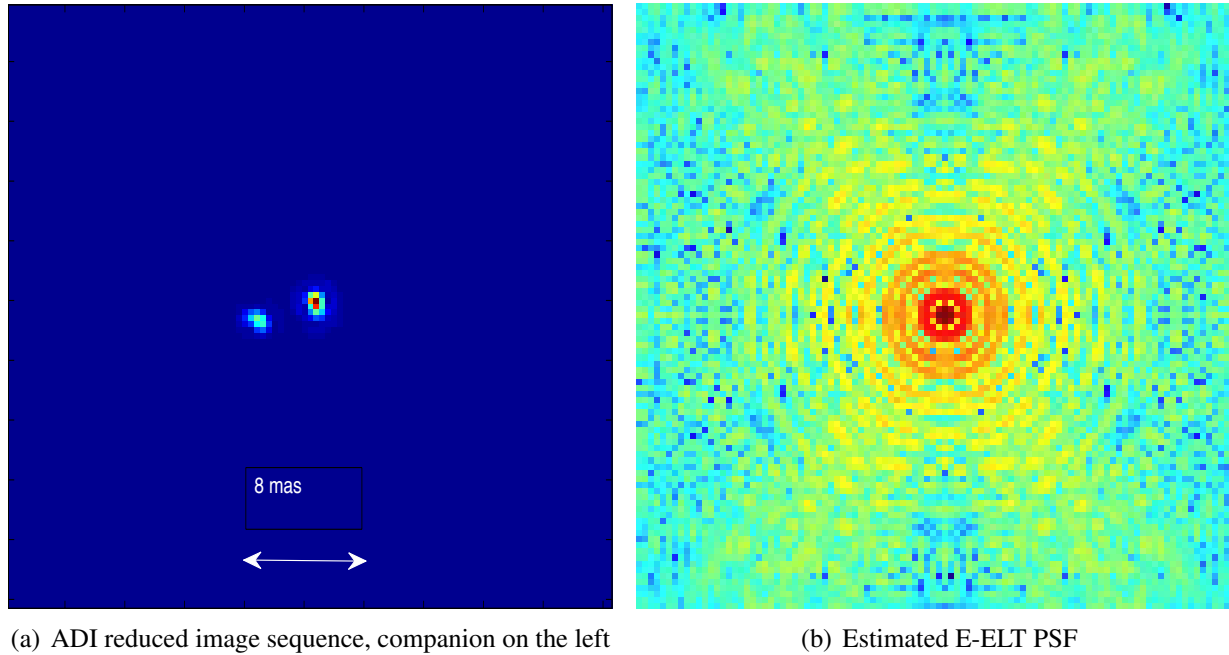 8 mas
(a) ADI reduced image sequence, companion on the left
(b) Estimated E-ELT PSF